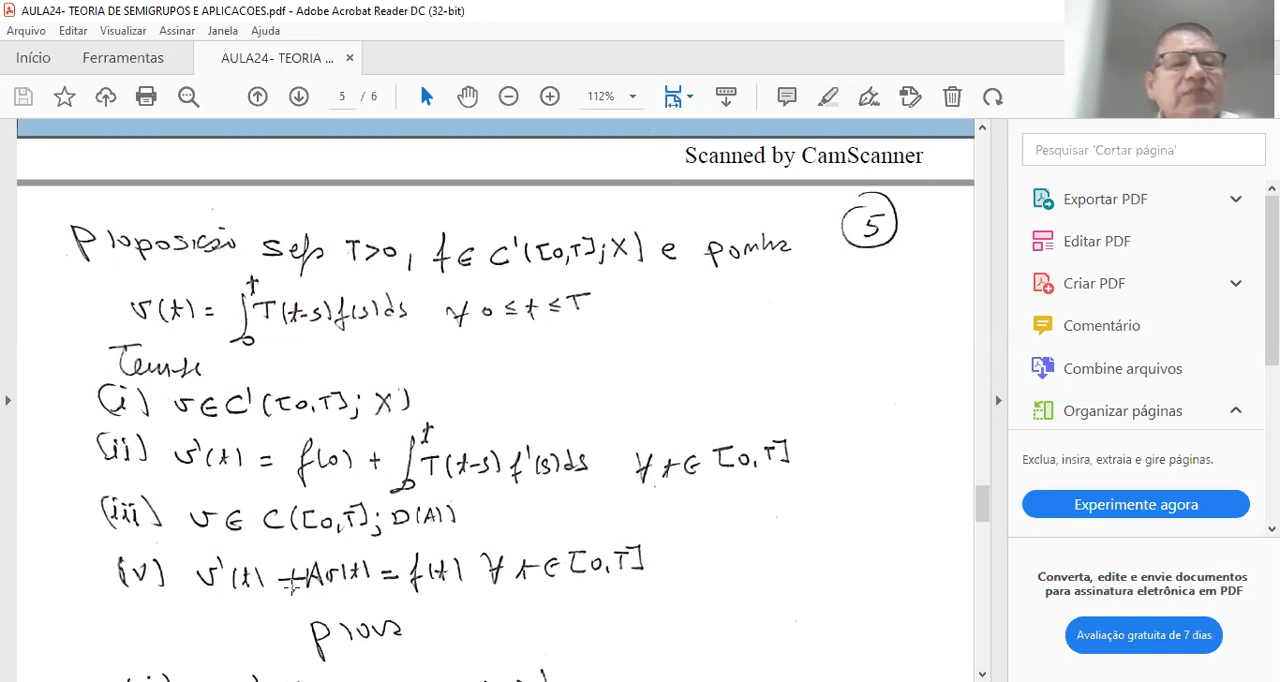 AULA24- TEORIA DE SEMIGRUPOS E APLICACOES.pdf - Adobe Acrobat Reader DC (32-bit)
Arquivo Editar Visualizar Assinar Janela Ajuda
Início Ferramentas AULA24- TEORIA ... ×
5 / 6 112%
Scanned by CamScanner
5
Proposição Seja T>0, f ∈ C'([0,T];X) e ponha
v(t) = ∫₀ᵗ T(t-s)f(s)ds ∀ 0 ≤ t ≤ T
Temse
(i) v ∈ C'([0,T]; X)
(ii) v'(t) = f(0) + ∫₀ᵗ T(t-s) f'(s)ds ∀ t ∈ [0,T]
(iii) v ∈ C([0,T]; D(A))
(iv) v'(t) + Av(t) = f(t) ∀ t ∈ [0,T]
Prova
Pesquisar 'Cortar página'
Exportar PDF
Editar PDF
Criar PDF
Comentário
Combine arquivos
Organizar páginas
Exclua, insira, extraia e gire páginas.
Experimente agora
Converta, edite e envie documentos
para assinatura eletrônica em PDF
Avaliação gratuita de 7 dias